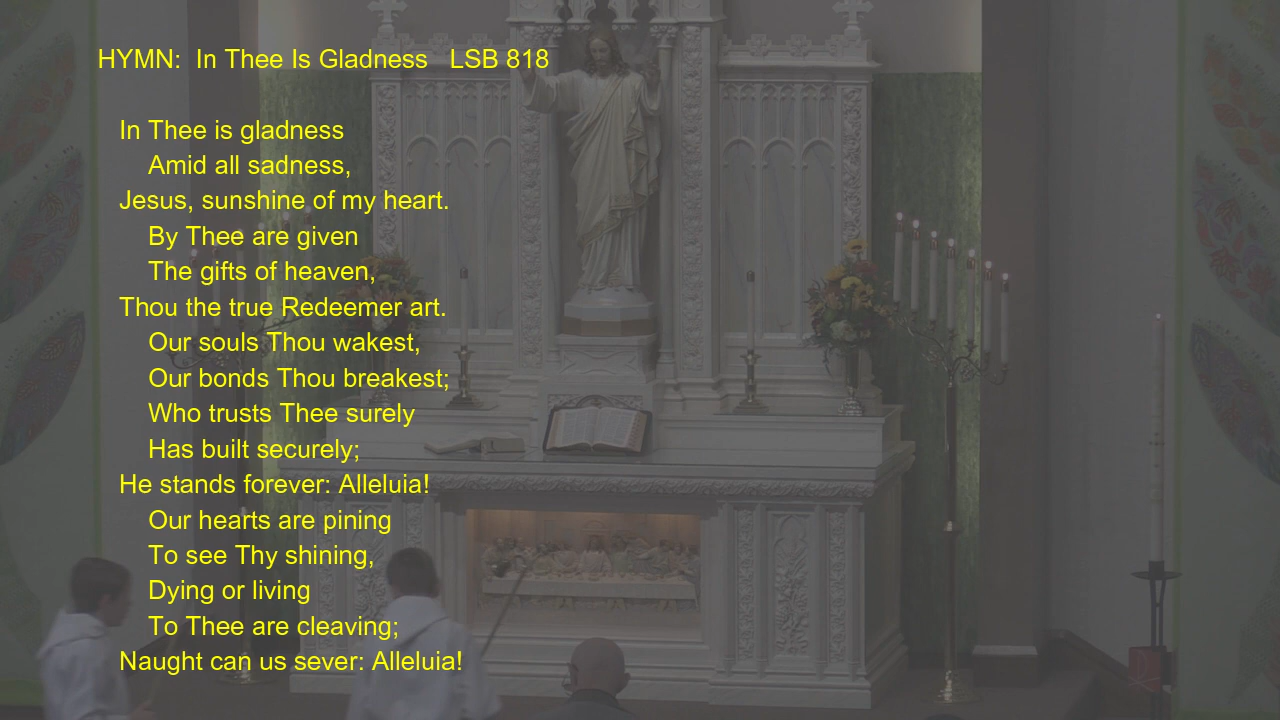 HYMN: In Thee Is Gladness LSB 818
In Thee is gladness
Amid all sadness,
Jesus, sunshine of my heart.
By Thee are given
The gifts of heaven,
Thou the true Redeemer art.
Our souls Thou wakest,
Our bonds Thou breakest;
Who trusts Thee surely
Has built securely;
He stands forever: Alleluia!
Our hearts are pining
To see Thy shining,
Dying or living
To Thee are cleaving;
Naught can us sever: Alleluia!